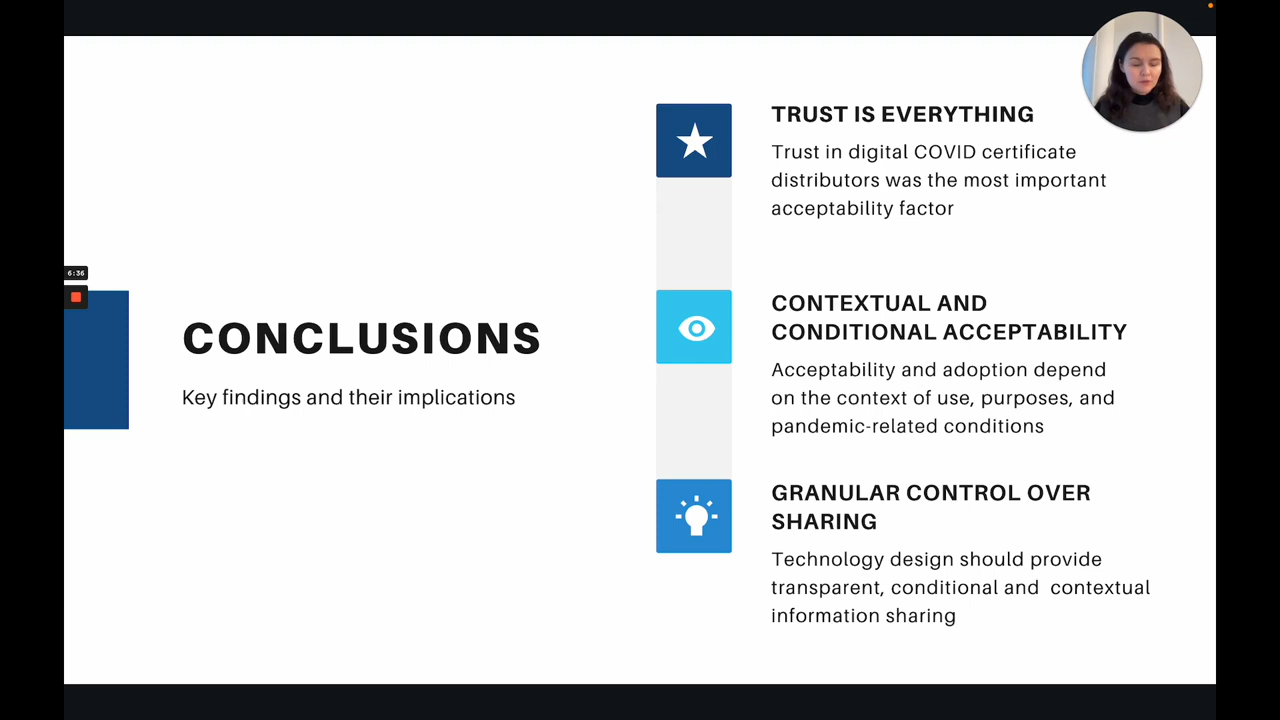 TRUST IS EVERYTHING
Trust in digital COVID certificate
distributors was the most important
acceptability factor
6:36
CONCLUSIONS
Key findings and their implications
CONTEXTUAL AND
CONDITIONAL ACCEPTABILITY
Acceptability and adoption depend
on the context of use, purposes, and
pandemic-related conditions
GRANULAR CONTROL OVER
SHARING
Technology design should provide
transparent, conditional and  contextual
information sharing